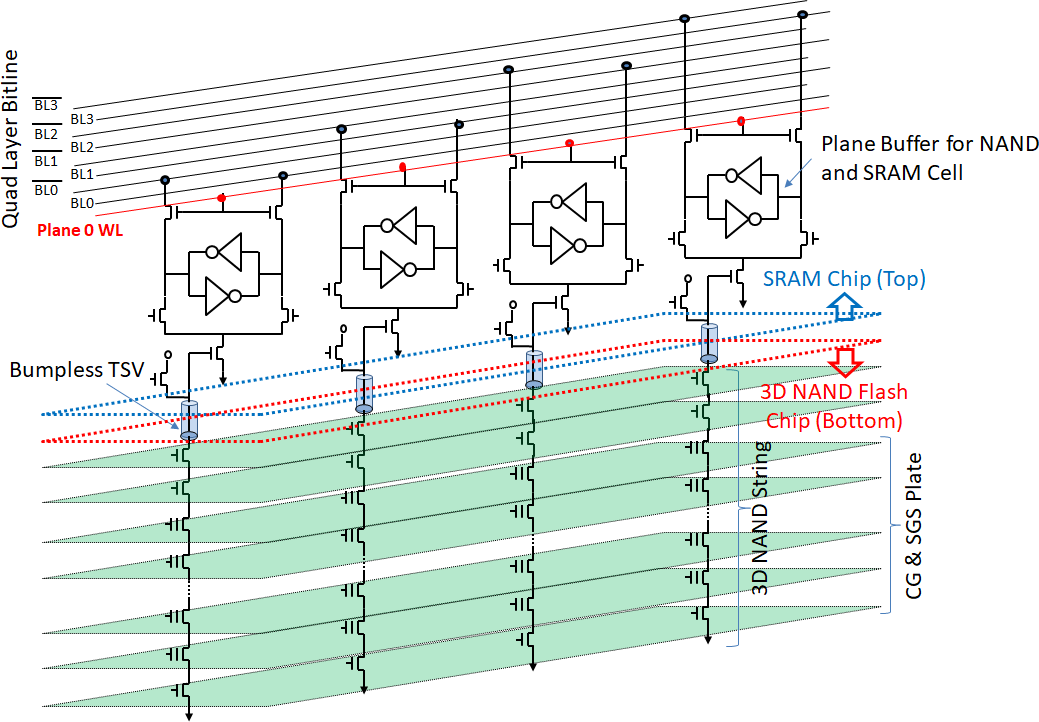 Quad Layer Bitline
BL3
BL3
BL2
BL2
BL1
BL1
BL0
BL0
Plane 0 WL
Plane Buffer for NAND
and SRAM Cell
SRAM Chip (Top)
Bumpless TSV
3D NAND Flash
Chip (Bottom)
3D NAND String
CG & SGS Plate